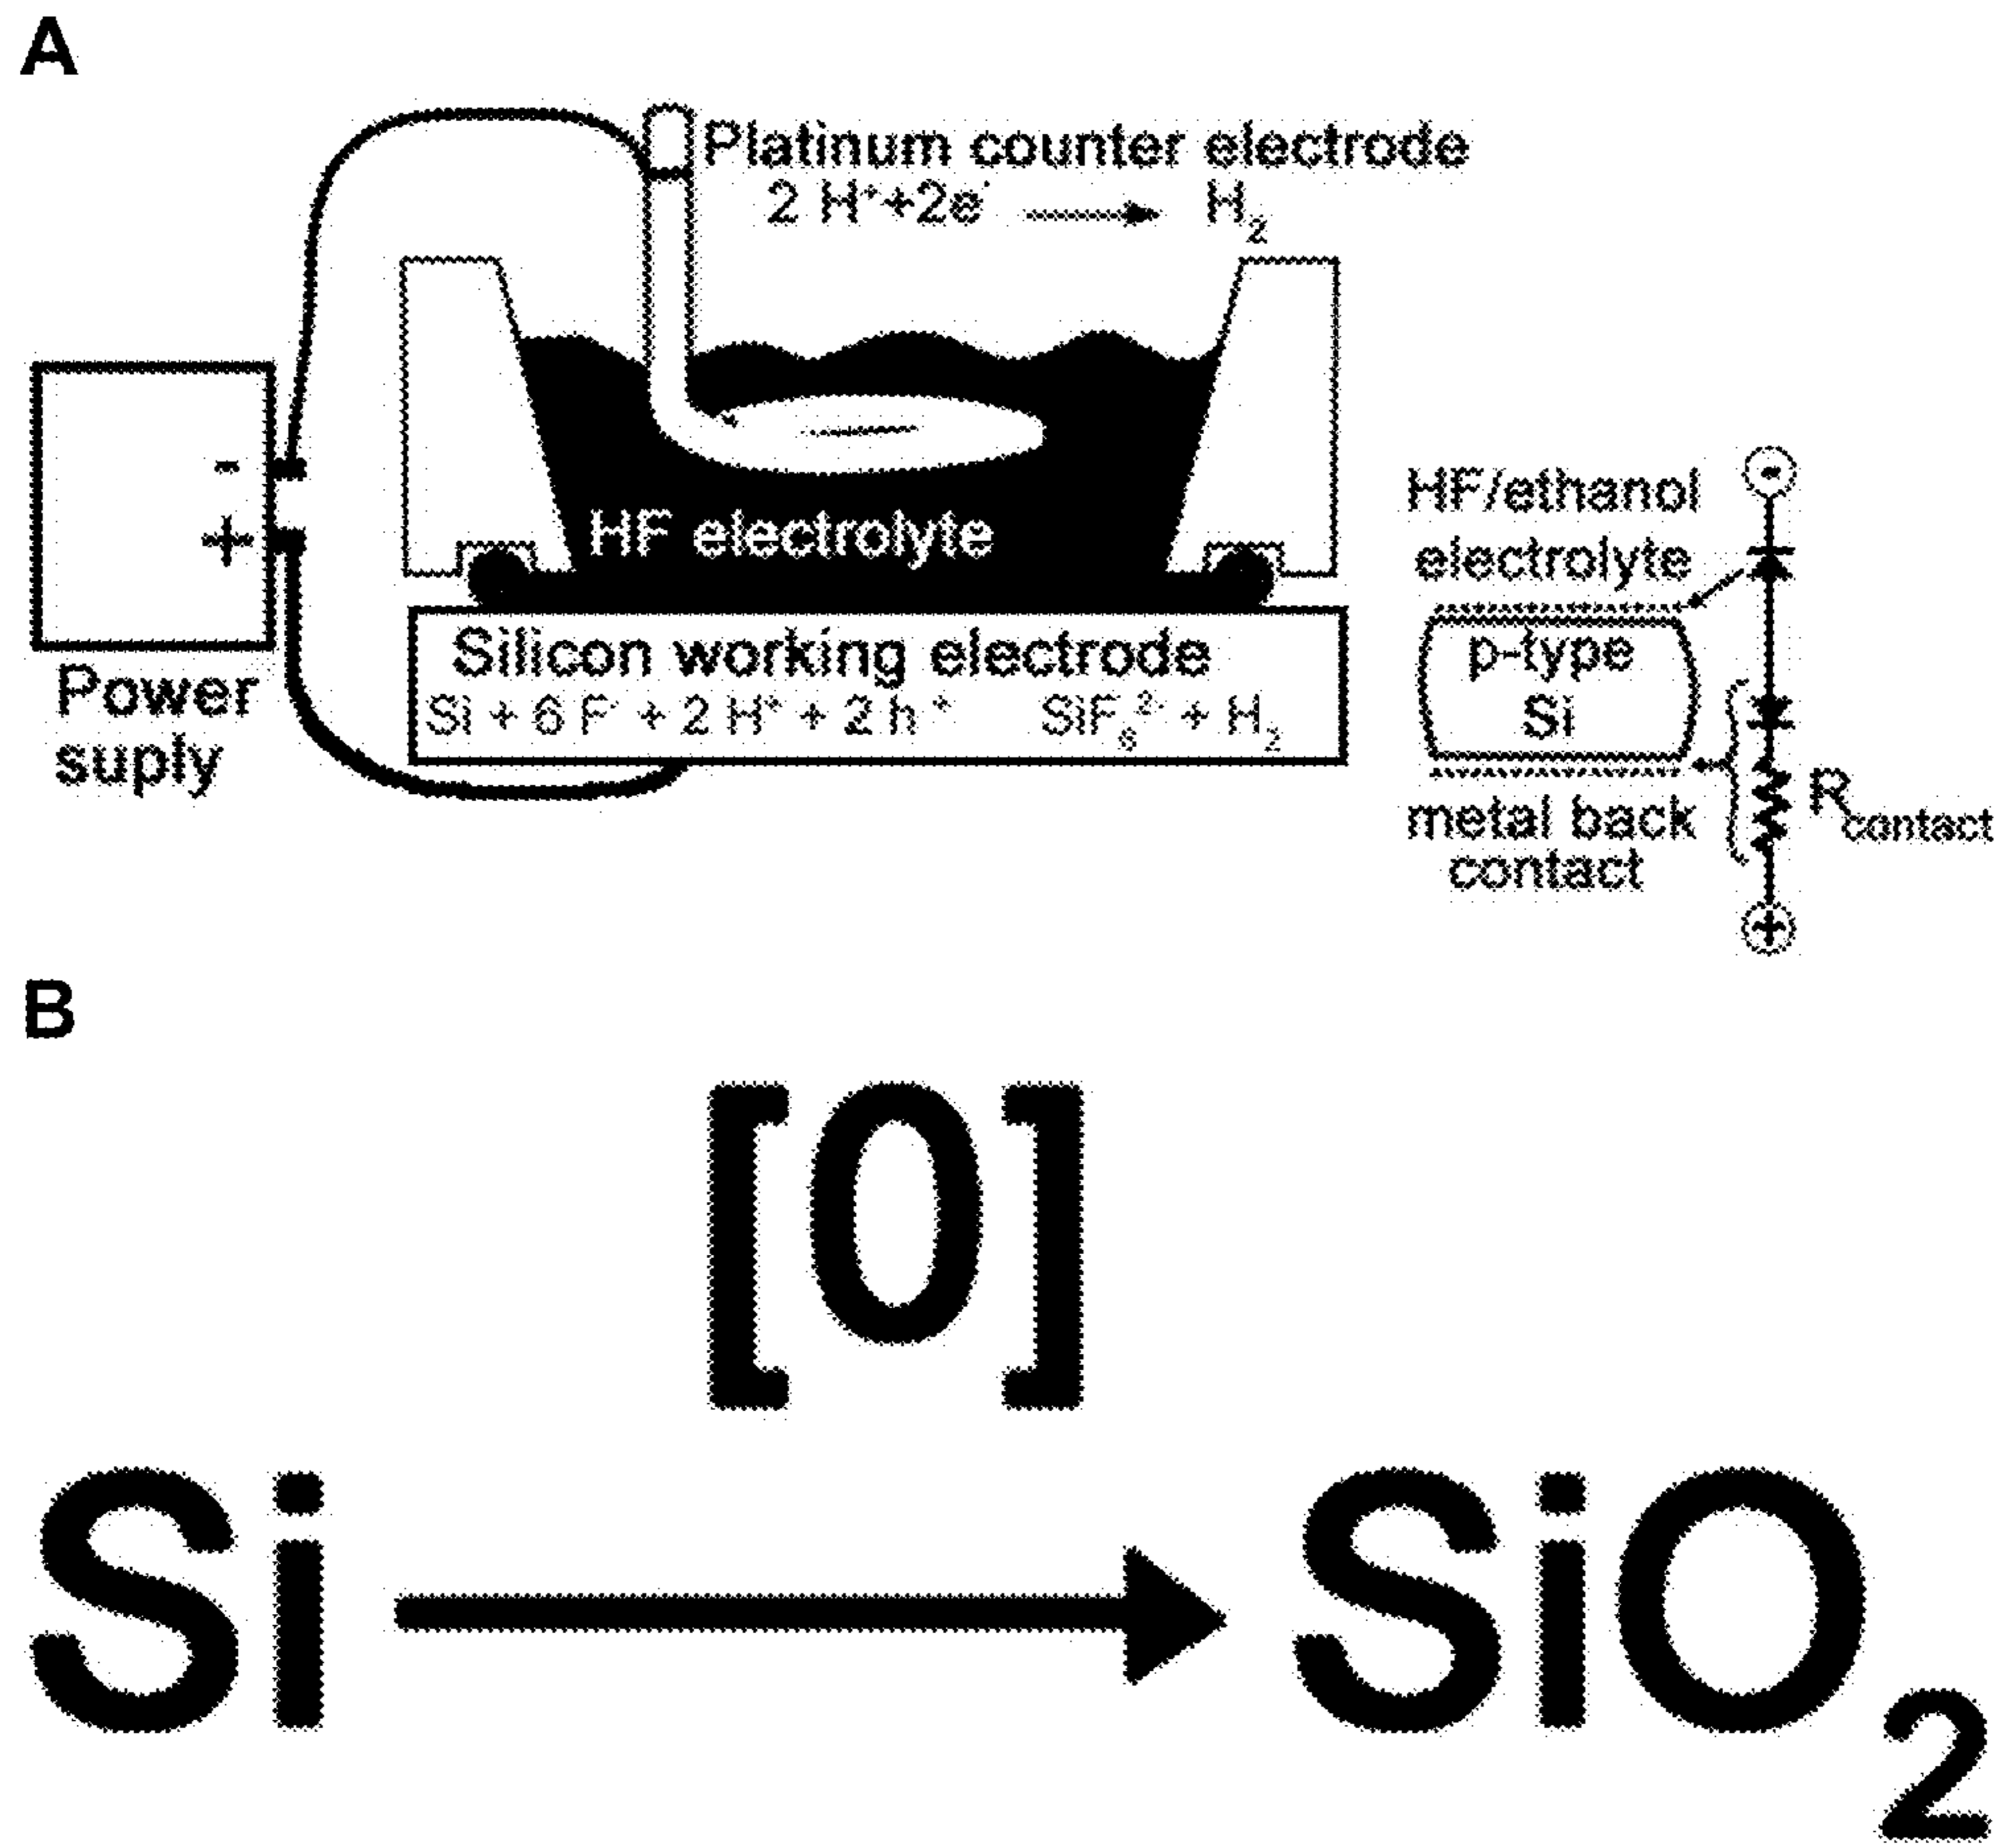 A
Platinum counter electrode
2 H⁺+2e⁻ → H₂
-
+
HF electrolyte
Silicon working electrode
Si + 6 F⁻ + 2 H⁺ + 2 h⁺ SiF₆²⁻ + H₂
Power
suply
-
HF/ethanol
electrolyte
p-type
Si
metal back
contact
R_contact
+
B
[O]
Si → SiO₂